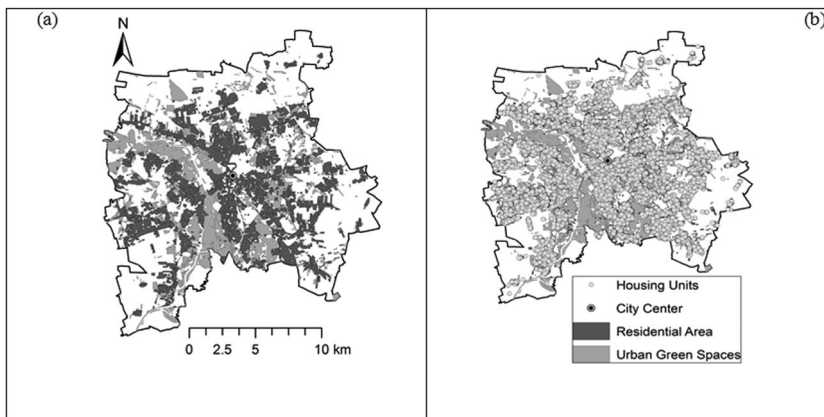 (a)
N
0 2.5 5 10 km
(b)
Housing Units
City Center
Residential Area
Urban Green Spaces